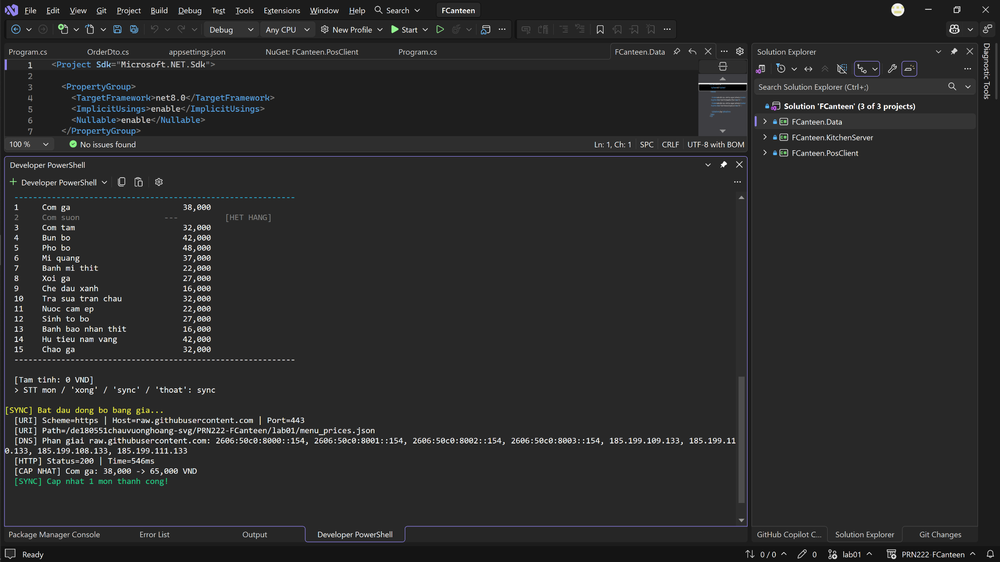 File Edit View Git Project Build Debug Test Tools Extensions Window Help Search FCanteen
Debug Any CPU New Profile Start
Program.cs OrderDto.cs appsettings.json NuGet: FCanteen.PosClient Program.cs FCanteen.Data
1 <Project Sdk="Microsoft.NET.Sdk">
2
3 <PropertyGroup>
4 <TargetFramework>net8.0</TargetFramework>
5 <ImplicitUsings>enable</ImplicitUsings>
6 <Nullable>enable</Nullable>
7 </PropertyGroup>
100 % No issues found Ln: 1, Ch: 1 SPC CRLF UTF-8 with BOM
Developer PowerShell
Developer PowerShell
------------------------------------------------------------
1 Com ga 38,000
2 Com suon --- [HET HANG]
3 Com tam 32,000
4 Bun bo 42,000
5 Pho bo 48,000
6 Mi quang 37,000
7 Banh mi thit 22,000
8 Xoi ga 27,000
9 Che dau xanh 16,000
10 Tra sua tran chau 32,000
11 Nuoc cam ep 22,000
12 Sinh to bo 27,000
13 Banh bao nhan thit 16,000
14 Hu tieu nam vang 42,000
15 Chao ga 32,000
------------------------------------------------------------
[Tam tinh: 0 VND]
> STT mon / 'xong' / 'sync' / 'thoat': sync
[SYNC] Bat dau dong bo bang gia...
[URI] Scheme=https | Host=raw.githubusercontent.com | Port=443
[URI] Path=/de180551chauvuonghoang-svg/PRN222-FCanteen/lab01/menu_prices.json
[DNS] Phan giai raw.githubusercontent.com: 2606:50c0:8000::154, 2606:50c0:8001::154, 2606:50c0:8002::154, 2606:50c0:8003::154, 185.199.109.133, 185.199.11
0.133, 185.199.108.133, 185.199.111.133
[HTTP] Status=200 | Time=546ms
[CAP NHAT] Com ga: 38,000 -> 65,000 VND
[SYNC] Cap nhat 1 mon thanh cong!
Package Manager Console Error List Output Developer PowerShell
Solution Explorer
Search Solution Explorer (Ctrl+;)
Solution 'FCanteen' (3 of 3 projects)
FCanteen.Data
FCanteen.KitchenServer
FCanteen.PosClient
GitHub Copilot C... Solution Explorer Git Changes
Diagnostic Tools
Ready 0 / 0 0 lab01 PRN222-FCanteen